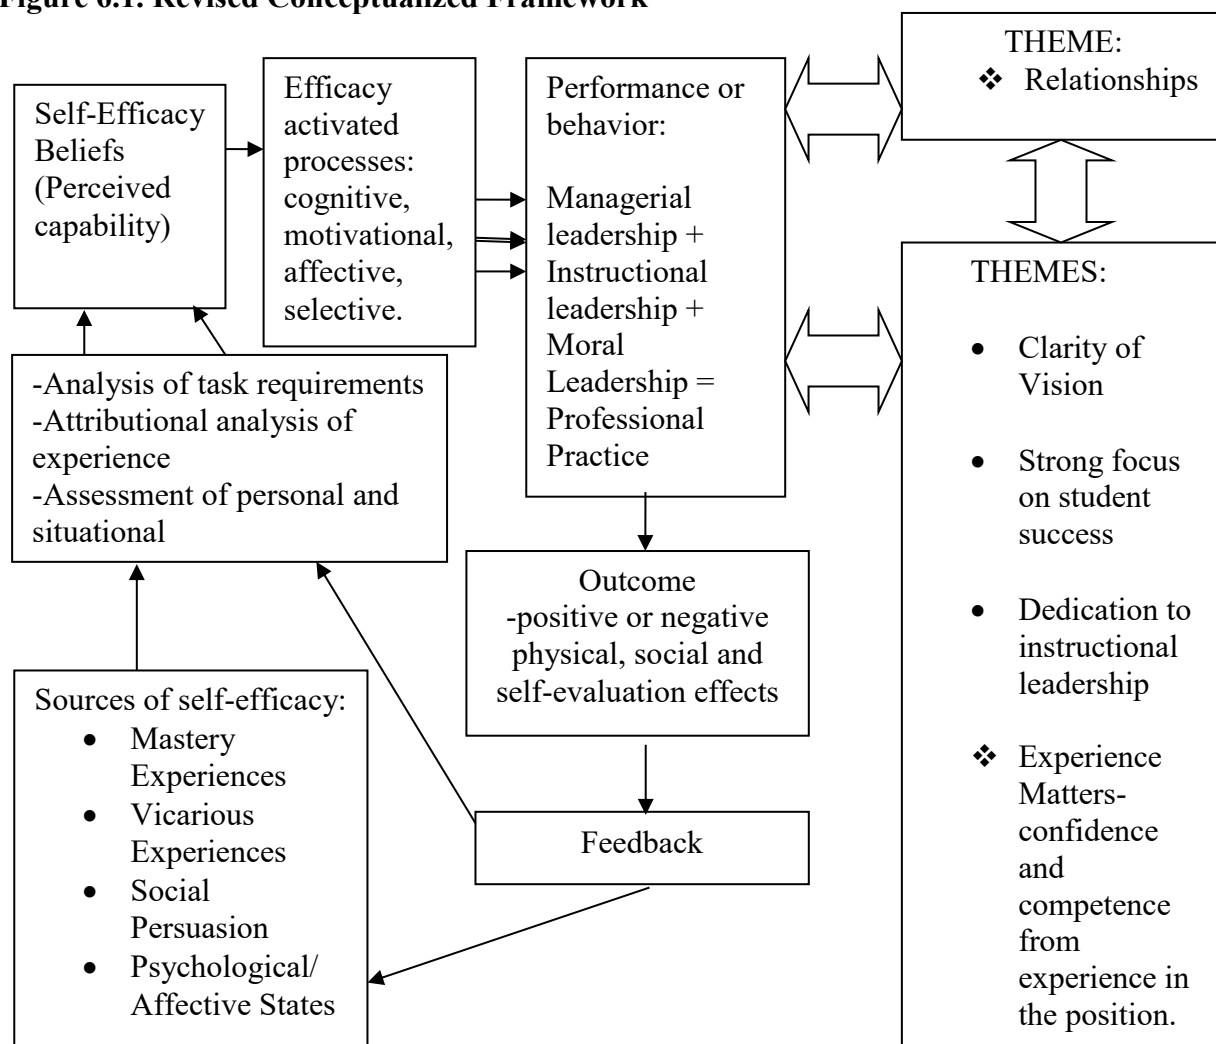 Figure 6.1: Revised Conceptualized Framework
Self-Efficacy
Beliefs
(Perceived
capability)
Efficacy
activated
processes:
cognitive,
motivational,
affective,
selective.
Performance or
behavior:
Managerial
leadership +
Instructional
leadership +
Moral
Leadership =
Professional
Practice
THEME:
❖ Relationships
-Analysis of task requirements
-Attributional analysis of
experience
-Assessment of personal and
situational
Outcome
-positive or negative
physical, social and
self-evaluation effects
Feedback
Sources of self-efficacy:
• Mastery
Experiences
• Vicarious
Experiences
• Social
Persuasion
• Psychological/
Affective States
THEMES:
• Clarity of
Vision
• Strong focus
on student
success
• Dedication to
instructional
leadership
❖ Experience
Matters-
confidence
and
competence
from
experience in
the position.